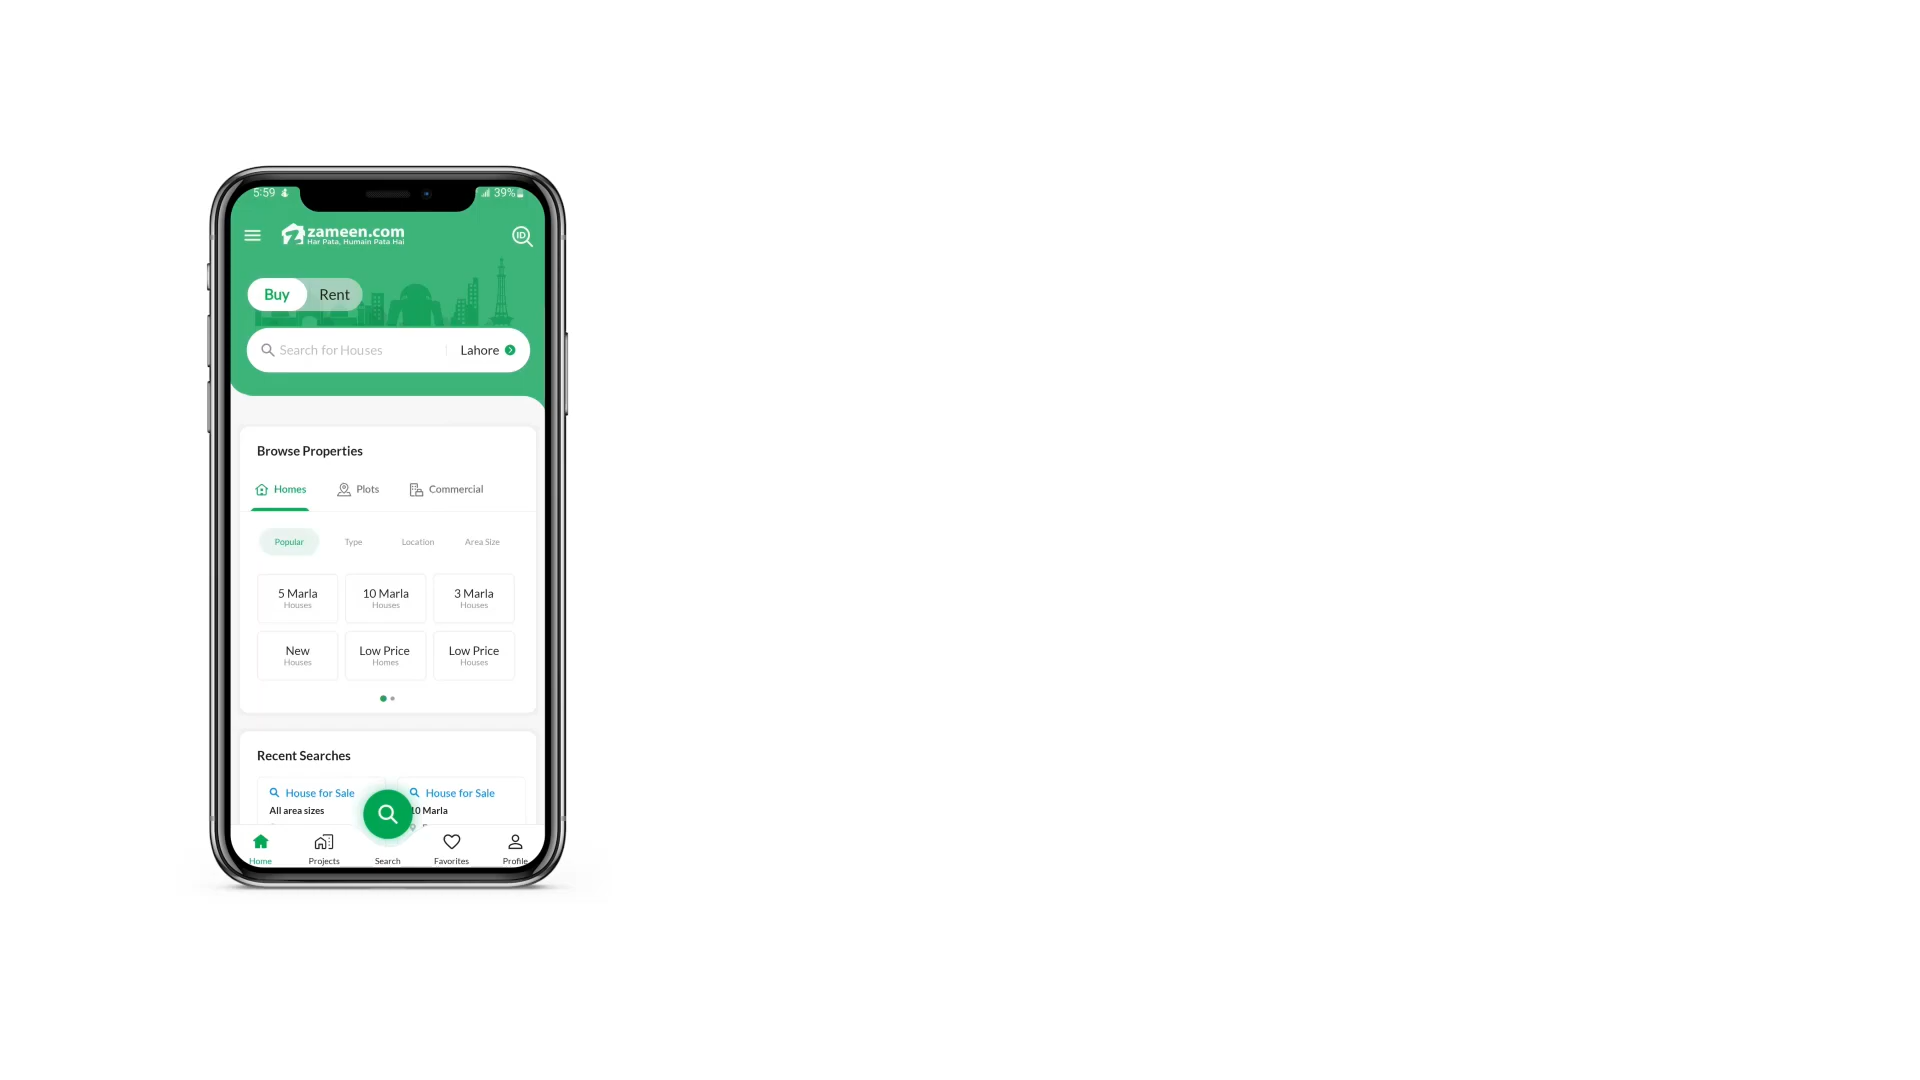 5:59
39%
zameen.com
Har Pata, Humain Pata Hai
ID
Buy
Rent
Search for Houses
Lahore
Browse Properties
Homes
Plots
Commercial
Popular
Type
Location
Area Size
5 Marla
Houses
10 Marla
Houses
3 Marla
Houses
New
Houses
Low Price
Homes
Low Price
Houses
Recent Searches
House for Sale
All area sizes
House for Sale
10 Marla
Home
Projects
Search
Favorites
Profile